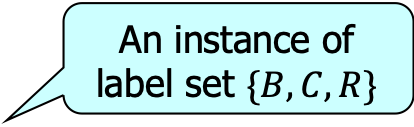 An instance of
label set {B, C, R}